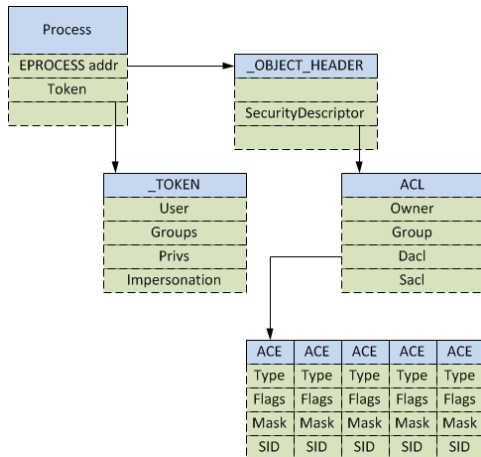 Process
EPROCESS addr
Token
_OBJECT_HEADER
SecurityDescriptor
_TOKEN
User
Groups
Privs
Impersonation
ACL
Owner
Group
Dacl
Sacl
ACE ACE ACE ACE ACE
Type Type Type Type Type
Flags Flags Flags Flags Flags
Mask Mask Mask Mask Mask
SID SID SID SID SID